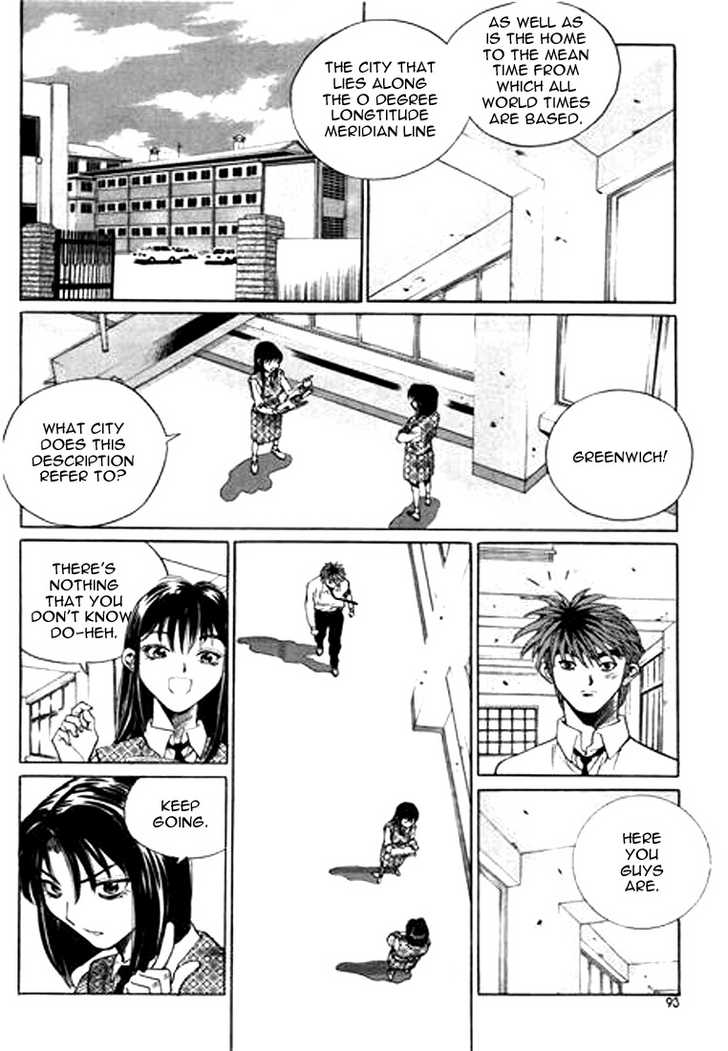 THE CITY THAT
LIES ALONG
THE O DEGREE
LONGTITUDE
MERIDIAN LINE
AS WELL AS
IS THE HOME
TO THE MEAN
TIME FROM
WHICH ALL
WORLD TIMES
ARE BASED.
WHAT CITY
DOES THIS
DESCRIPTION
REFER TO?
GREENWICH!
THERE'S
NOTHING
THAT YOU
DON'T KNOW
DO-HEH.
KEEP
GOING.
HERE
YOU
GUYS
ARE.
93